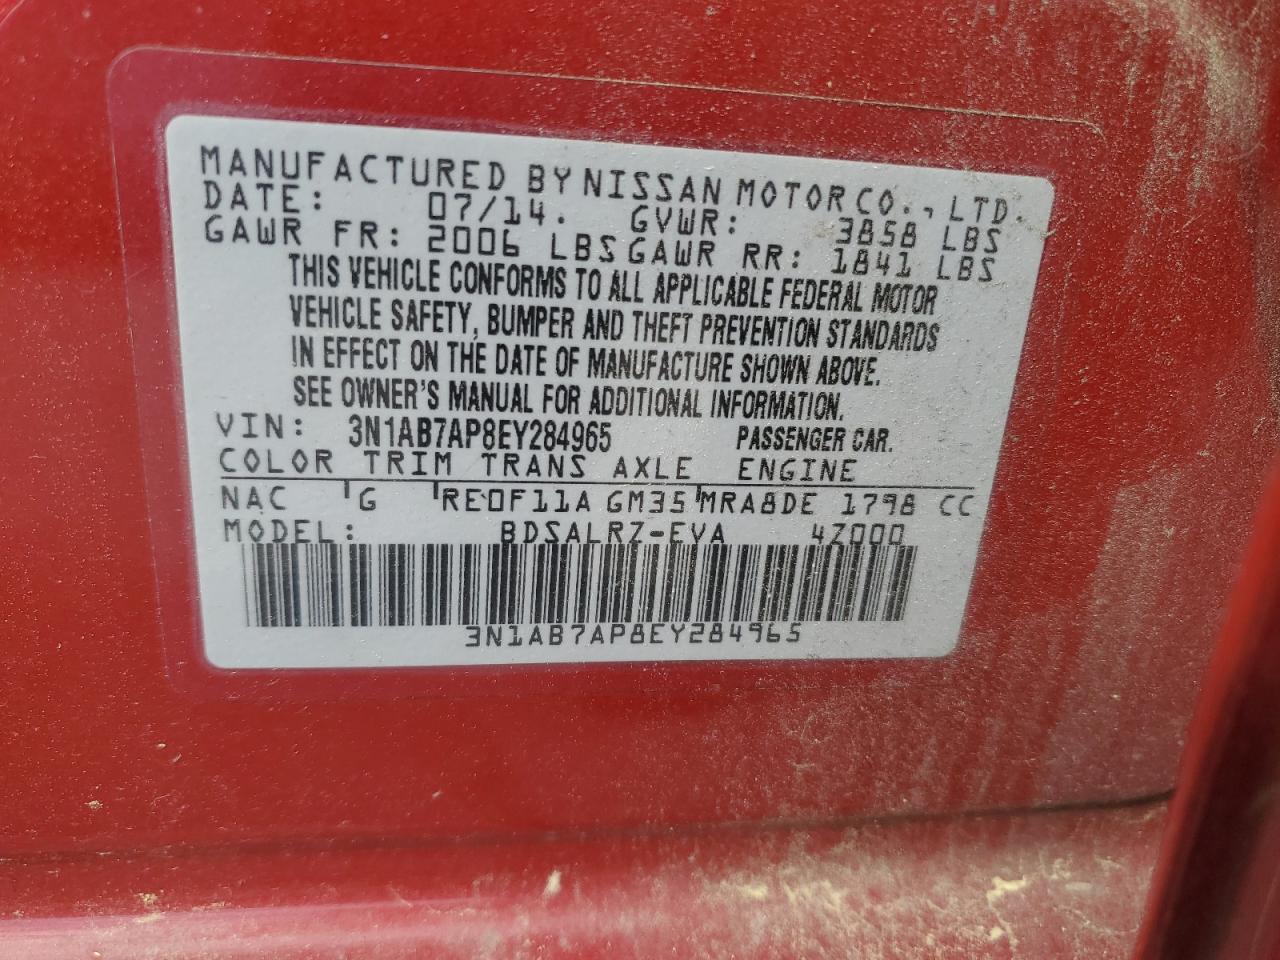 MANUFACTURED BY NISSAN MOTOR CO., LTD.
DATE: 07/14. GVWR: 3858 LBS
GAWR FR: 2006 LBS GAWR RR: 1841 LBS
THIS VEHICLE CONFORMS TO ALL APPLICABLE FEDERAL MOTOR
VEHICLE SAFETY, BUMPER AND THEFT PREVENTION STANDARDS
IN EFFECT ON THE DATE OF MANUFACTURE SHOWN ABOVE.
SEE OWNER'S MANUAL FOR ADDITIONAL INFORMATION.
VIN: 3N1AB7AP8EY284965 PASSENGER CAR.
COLOR TRIM TRANS AXLE ENGINE
NAC G RE0F11A GM35 MRA8DE 1798 CC
MODEL: BDSALRZ-EVA 4Z000
3N1AB7AP8EY284965